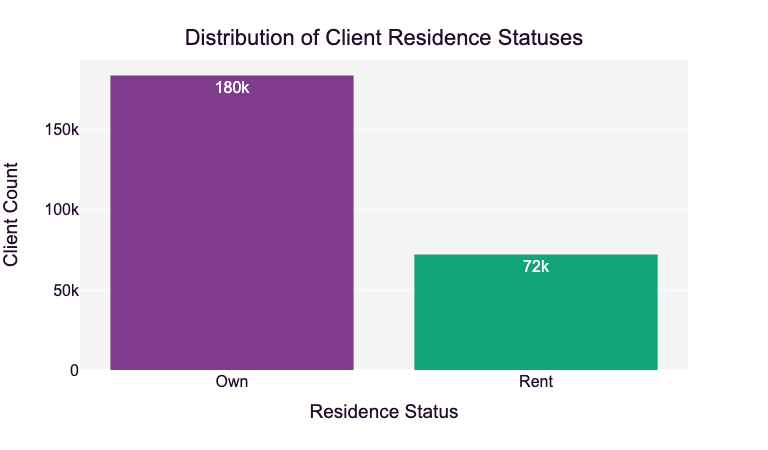 Distribution of Client Residence Statuses
Client Count
150k
100k
50k
0
180k
72k
Own
Rent
Residence Status